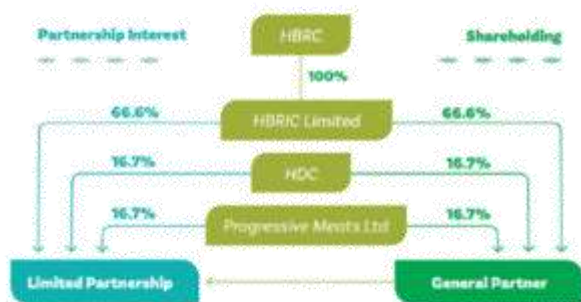 HBRC
Partnership Interest
Shareholding
100%
66.6%
HBRIC Limited
66.6%
16.7%
HDC
16.7%
16.7%
Progressive Meats Ltd
16.7%
Limited Partnership
General Partner